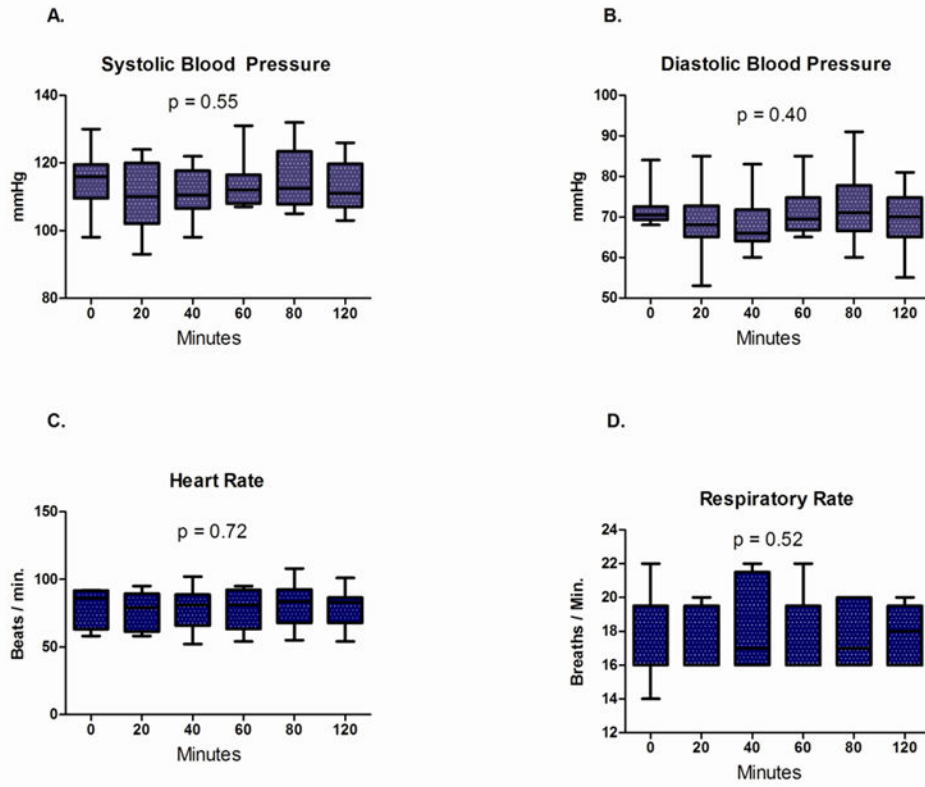 A.
Systolic Blood Pressure
p = 0.55
mmHg
140
120
100
80
0 20 40 60 80 120
Minutes
B.
Diastolic Blood Pressure
p = 0.40
mmHg
100
90
80
70
60
50
0 20 40 60 80 120
Minutes
C.
Heart Rate
p = 0.72
Beats / min.
150
100
50
0
0 20 40 60 80 120
Minutes
D.
Respiratory Rate
p = 0.52
Breaths / Min.
24
22
20
18
16
14
12
0 20 40 60 80 120
Minutes